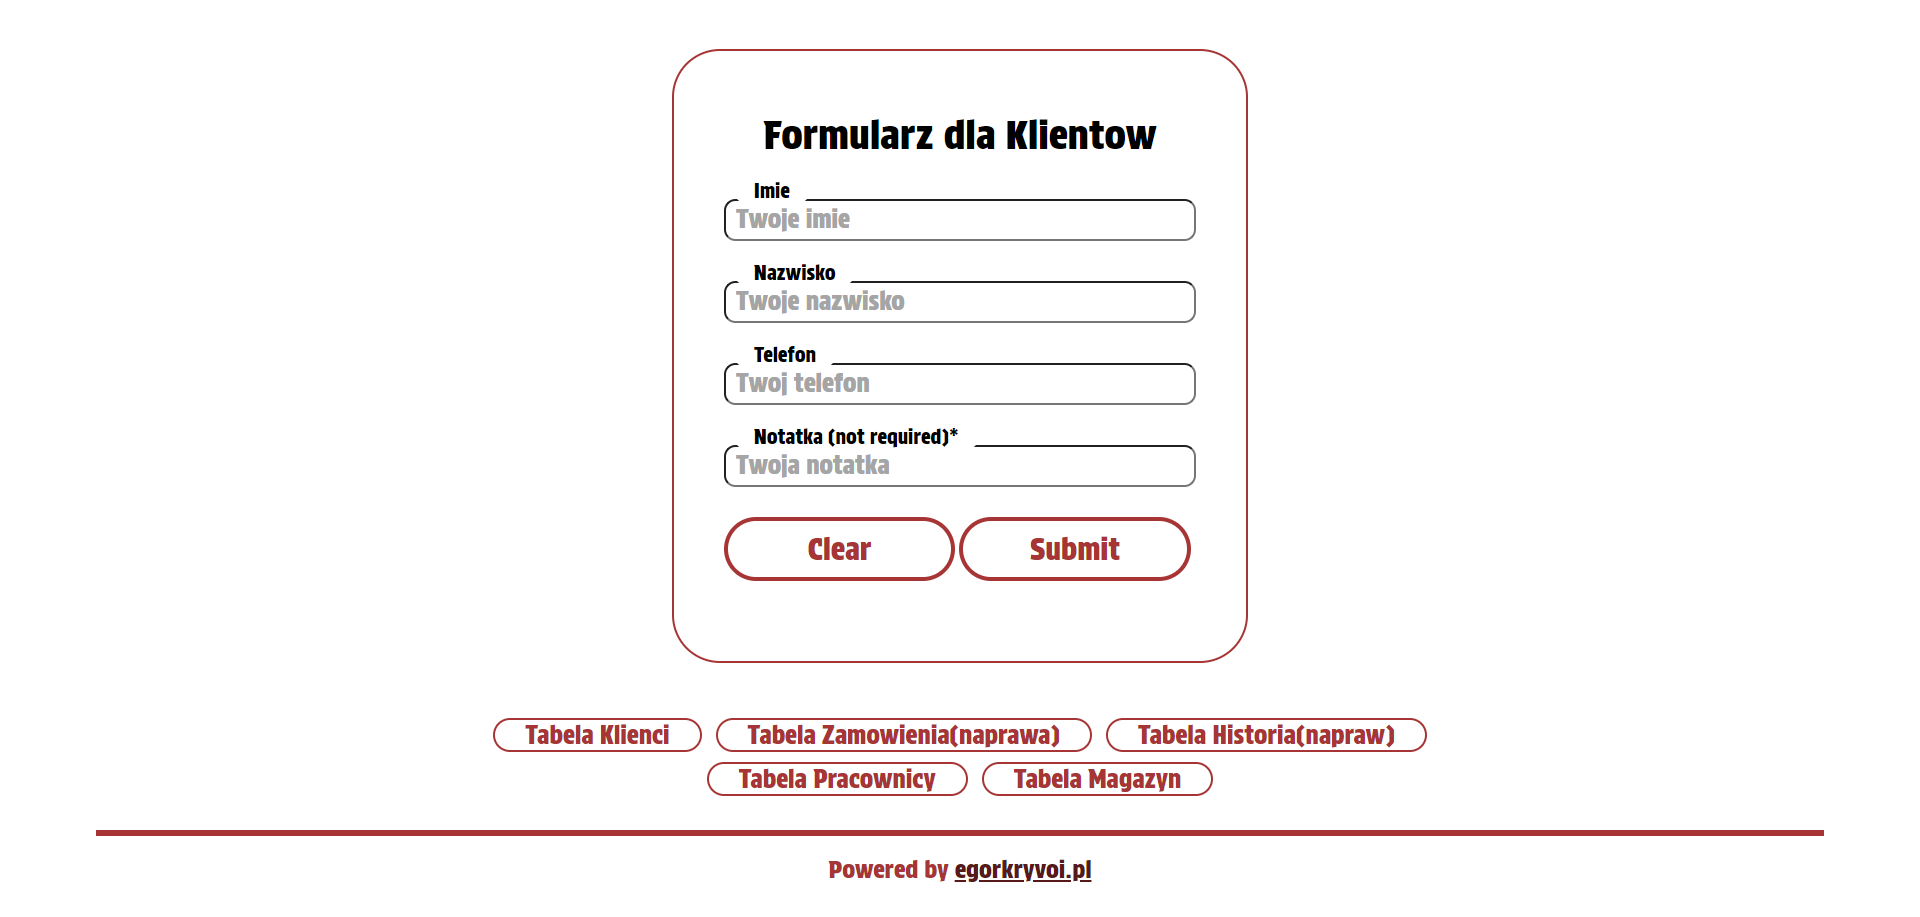 Formularz dla Klientow
Imie
Twoje imie
Nazwisko
Twoje nazwisko
Telefon
Twoj telefon
Notatka (not required)*
Twoja notatka
Clear Submit
Tabela Klienci Tabela Zamowienia(naprawa) Tabela Historia(napraw)
Tabela Pracownicy Tabela Magazyn
Powered by egorkryvoi.pl